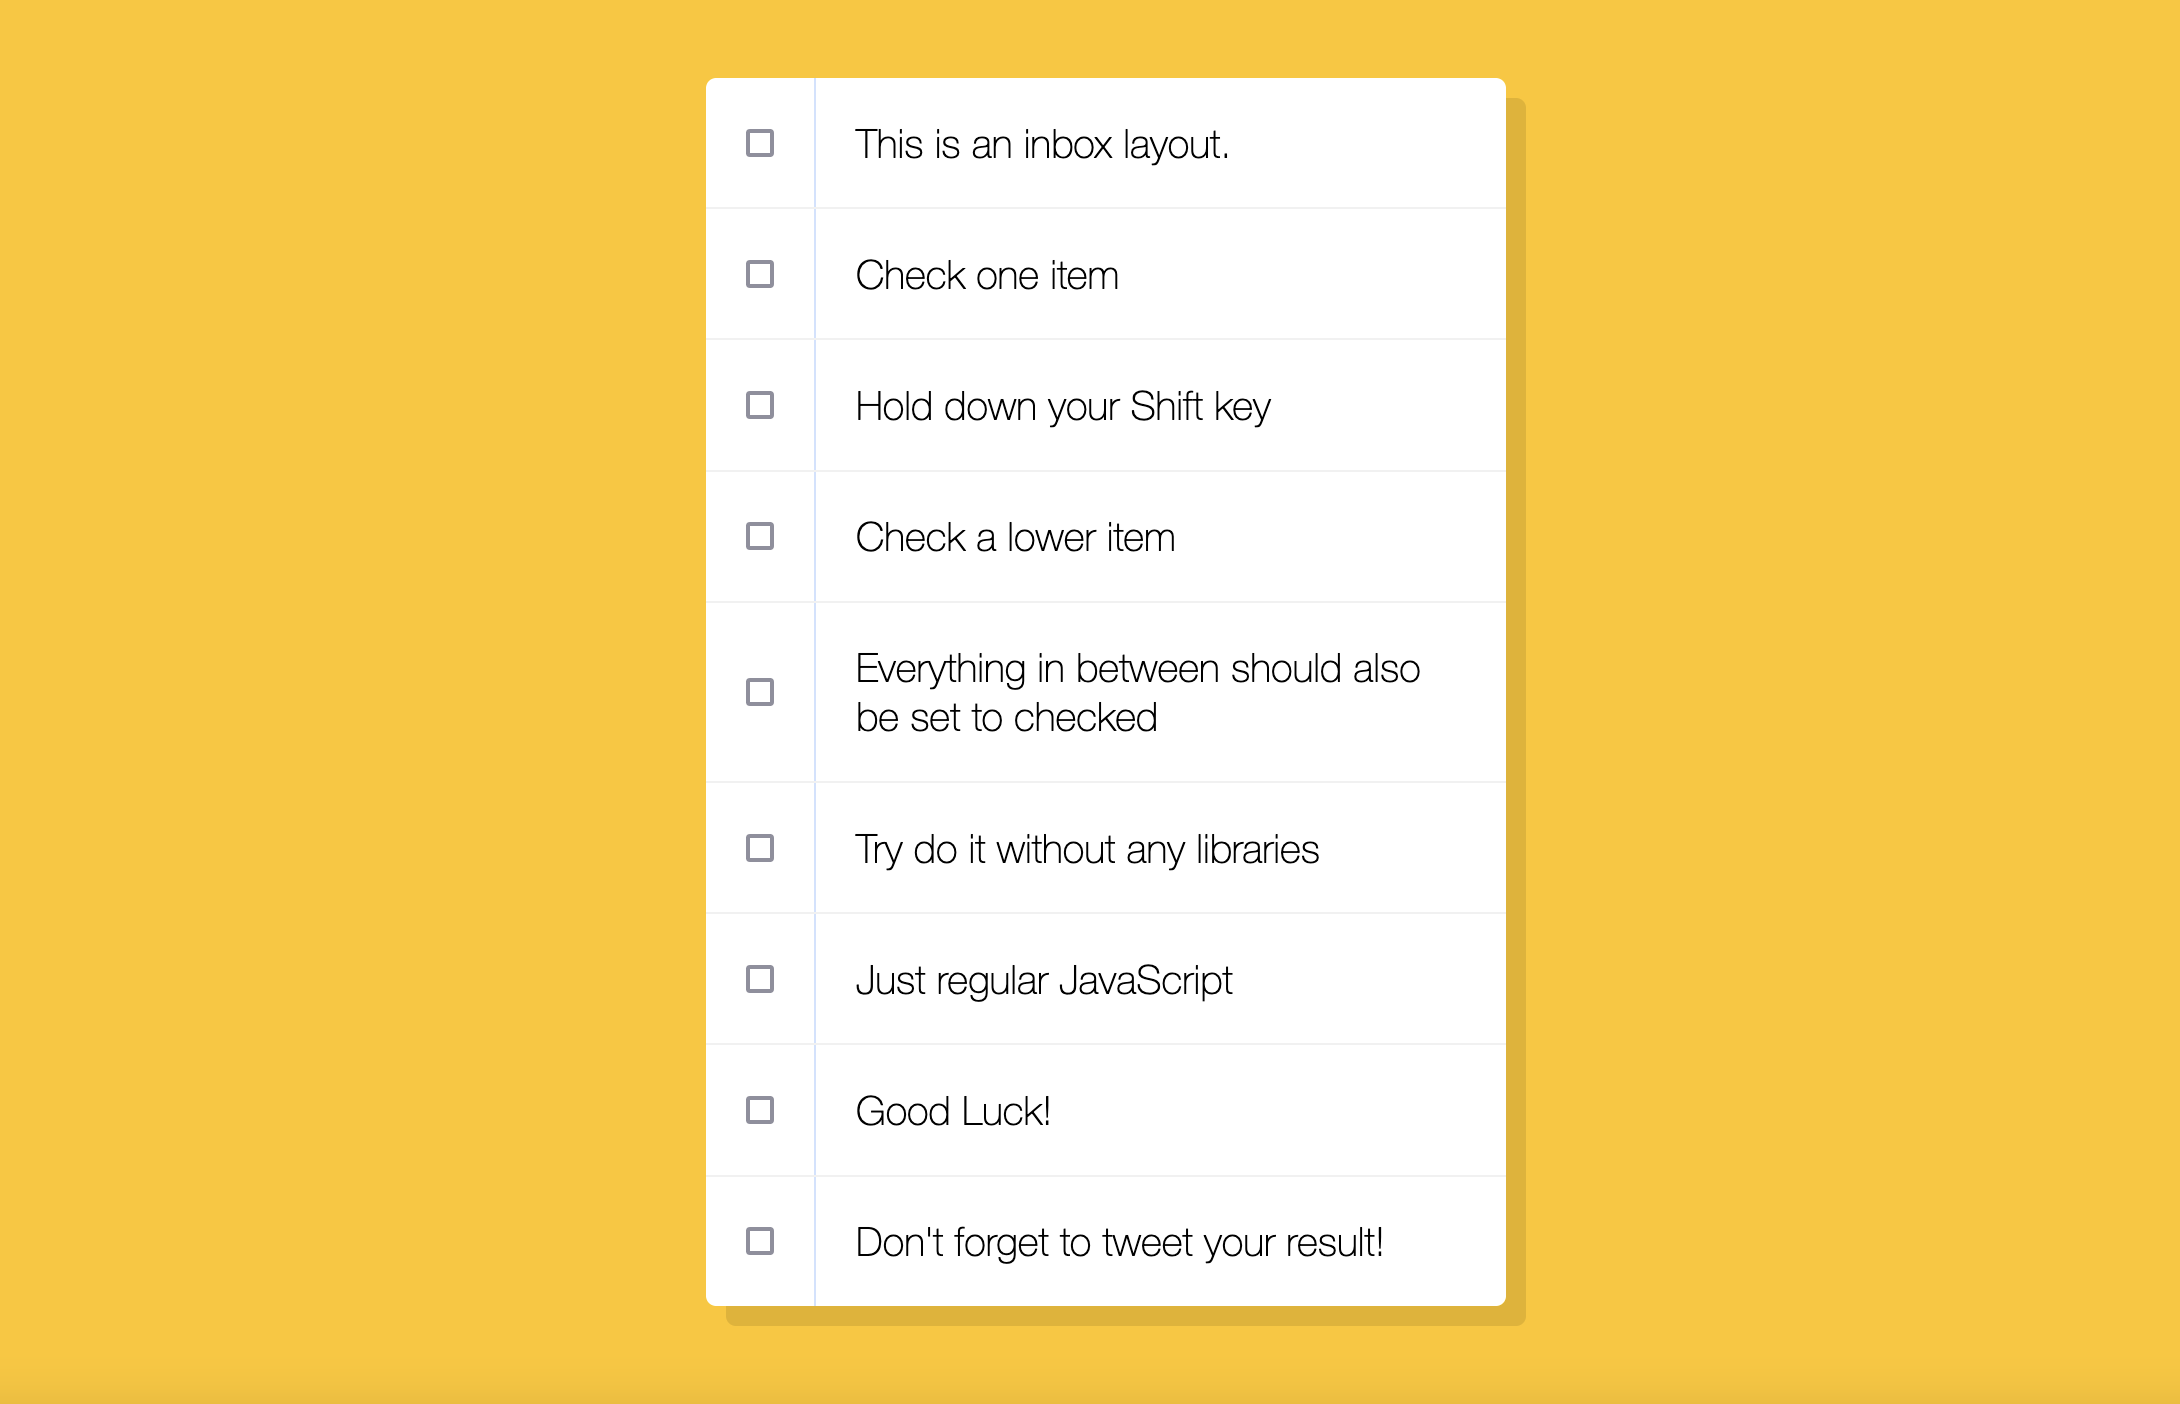 This is an inbox layout.
Check one item
Hold down your Shift key
Check a lower item
Everything in between should also
be set to checked
Try do it without any libraries
Just regular JavaScript
Good Luck!
Don't forget to tweet your result!